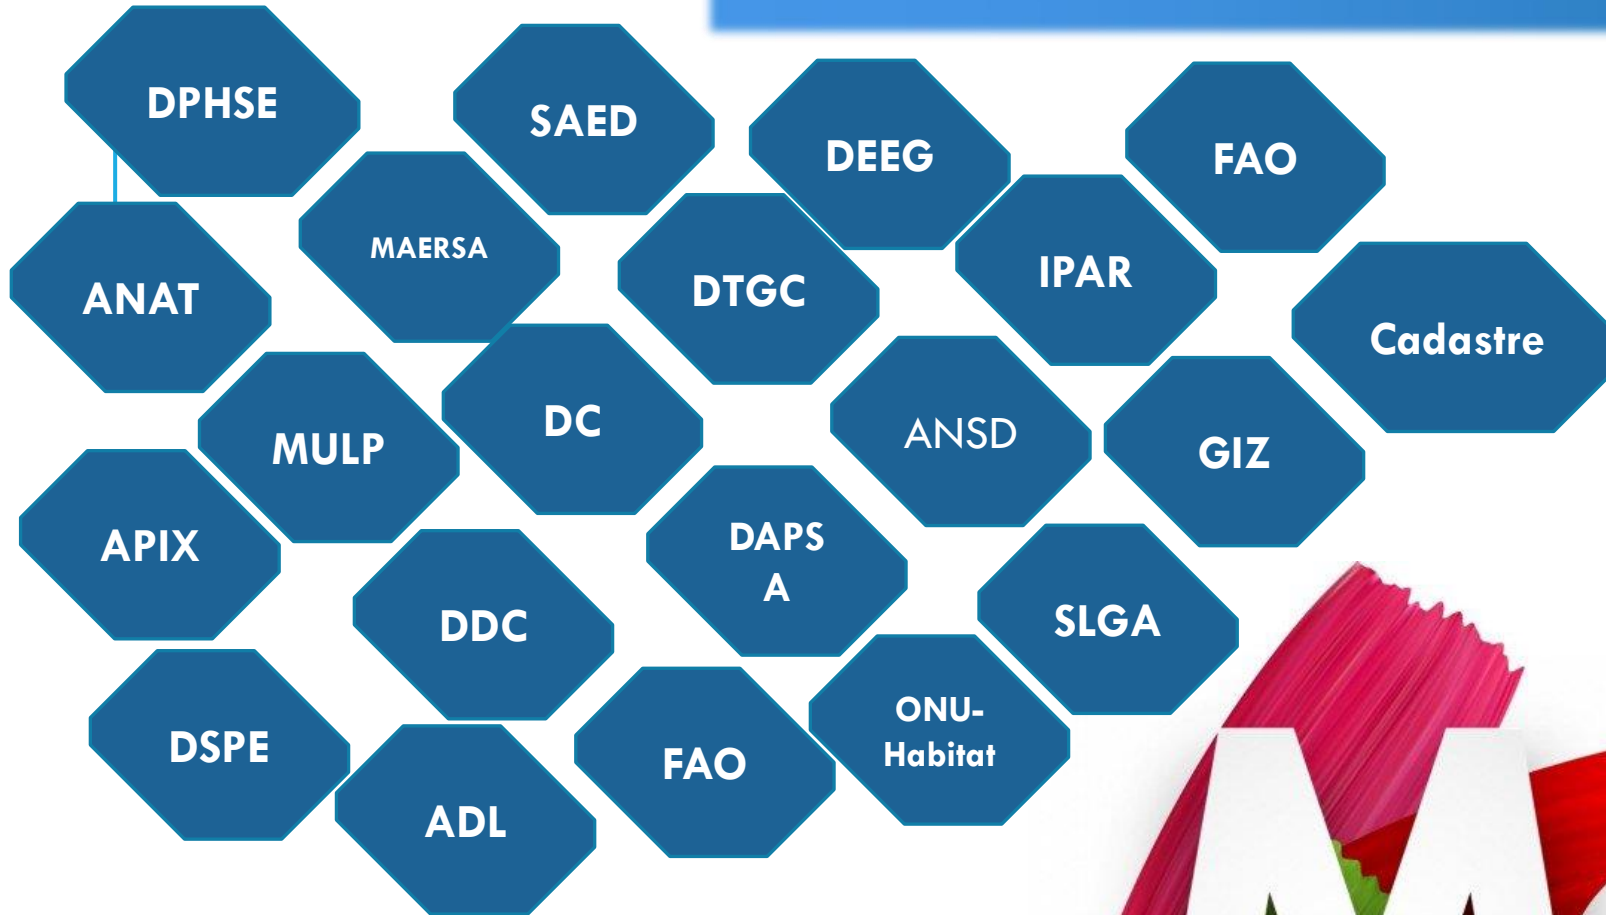 DPHSE
SAED
DEEG
FAO
MAERSA
IPAR
ANAT
DTGC
Cadastre
DC
ANSD
MULP
GIZ
APIX
DAPS
A
DDC
SLGA
ONU-
Habitat
DSPE
FAO
ADL
M